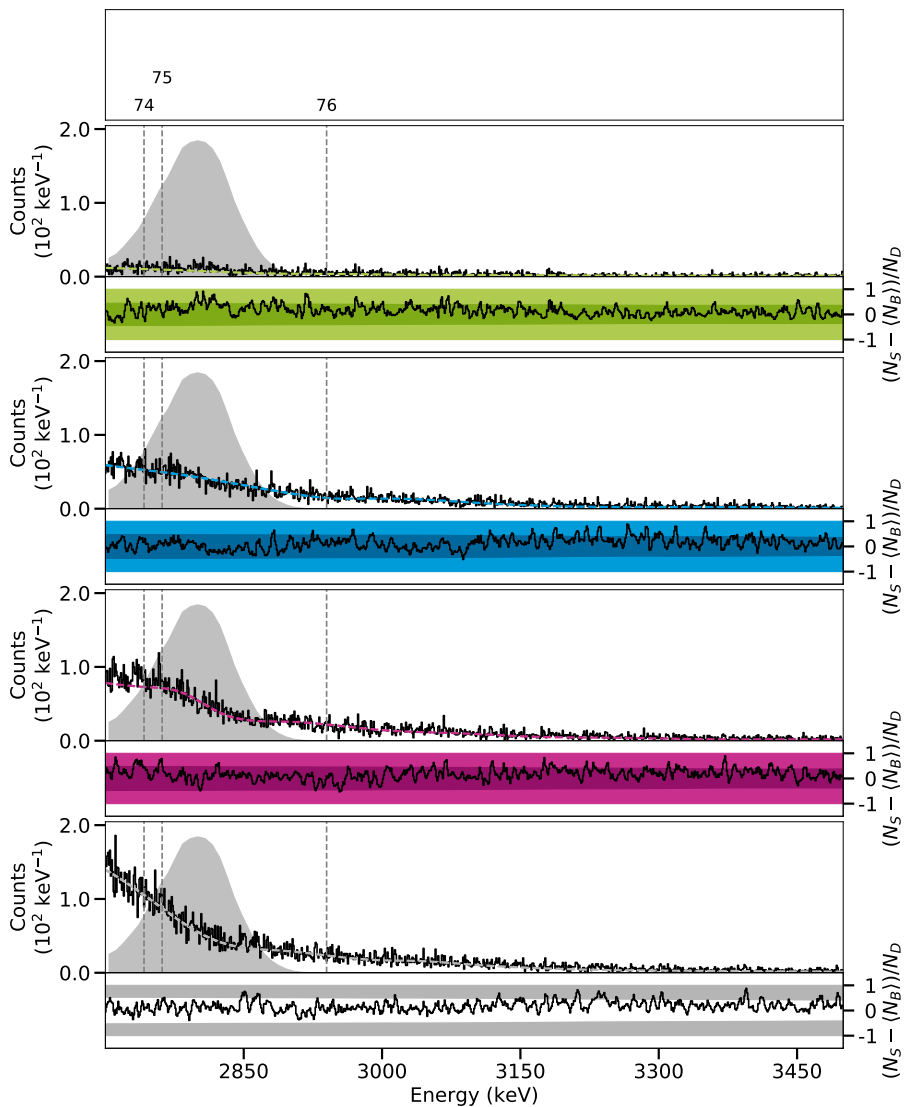 75
74 76
2.0
1.0
0.0
Counts
(10² keV⁻¹)
1
0
-1
(N_S − ⟨N_B⟩)/N_D
2.0
1.0
0.0
Counts
(10² keV⁻¹)
1
0
-1
(N_S − ⟨N_B⟩)/N_D
2.0
1.0
0.0
Counts
(10² keV⁻¹)
1
0
-1
(N_S − ⟨N_B⟩)/N_D
2.0
1.0
0.0
Counts
(10² keV⁻¹)
1
0
-1
(N_S − ⟨N_B⟩)/N_D
2850 3000 3150 3300 3450
Energy (keV)